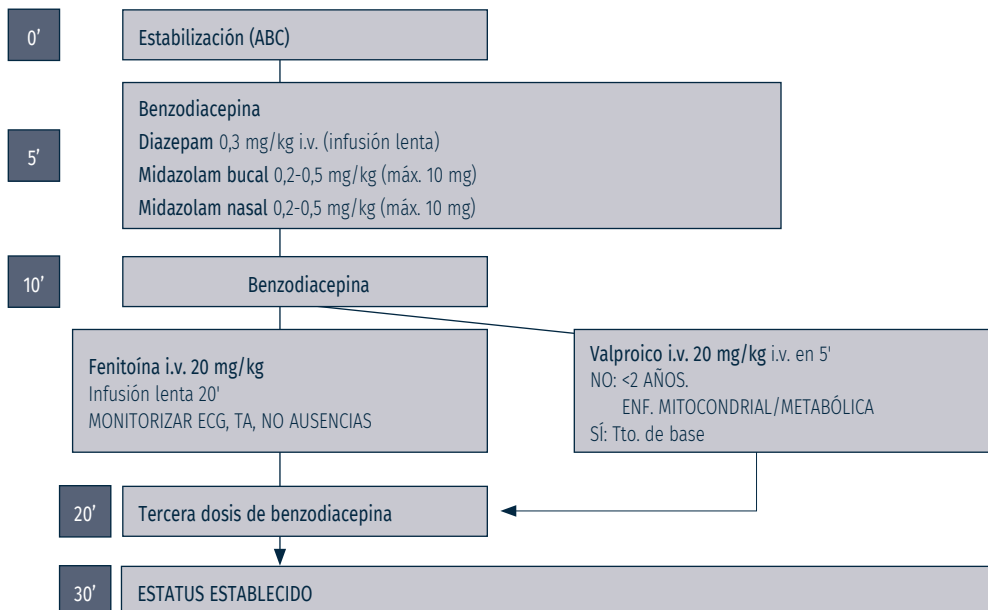 0’
Estabilización (ABC)
5’
Benzodiacepina
Diazepam 0,3 mg/kg i.v. (infusión lenta)
Midazolam bucal 0,2-0,5 mg/kg (máx. 10 mg)
Midazolam nasal 0,2-0,5 mg/kg (máx. 10 mg)
10’
Benzodiacepina
Fenitoína i.v. 20 mg/kg
Infusión lenta 20'
MONITORIZAR ECG, TA, NO AUSENCIAS
Valproico i.v. 20 mg/kg i.v. en 5'
NO: <2 AÑOS.
ENF. MITOCONDRIAL/METABÓLICA
SÍ: Tto. de base
20’
Tercera dosis de benzodiacepina
30’
ESTATUS ESTABLECIDO